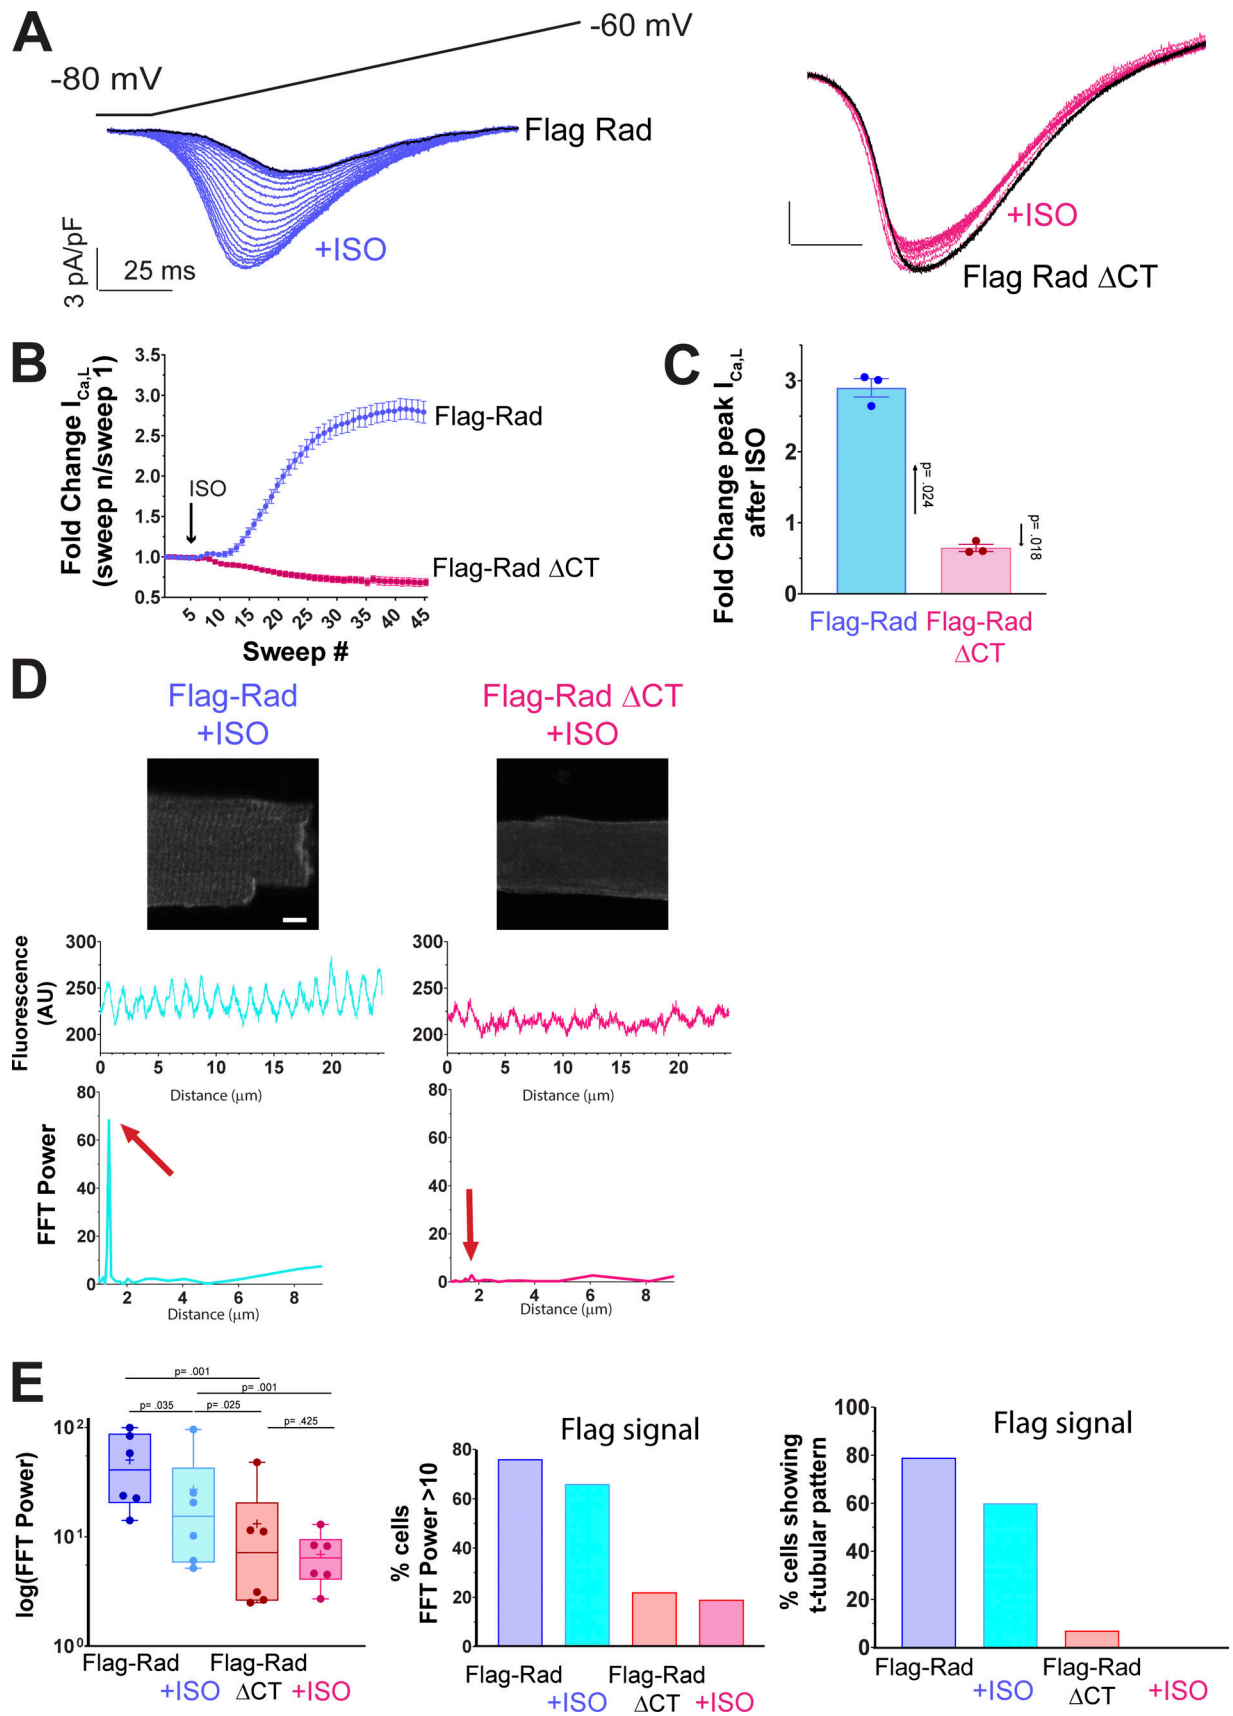 A
-80 mV
-60 mV
Flag Rad
+ISO
3 pA/pF
25 ms
+ISO
Flag Rad ΔCT
B
Fold Change I_Ca,L
(sweep n/sweep 1)
3.5
3.0
2.5
2.0
1.5
1.0
0.5
ISO
Flag-Rad
Flag-Rad ΔCT
5 10 15 20 25 30 35 40 45
Sweep #
C
Fold Change peak I_Ca,L
after ISO
3
2
1
0
p= .024
p= .018
Flag-Rad
Flag-Rad
ΔCT
D
Flag-Rad
+ISO
Flag-Rad ΔCT
+ISO
Fluorescence
(AU)
300
250
200
0 5 10 15 20
Distance (μm)
300
250
200
0 5 10 15 20
Distance (μm)
FFT Power
80
60
40
20
0
2 4 6 8
Distance (μm)
80
60
40
20
0
2 4 6 8
Distance (μm)
E
p= .001
p= .001
p= .035
p= .025
p= .425
log(FFT Power)
10²
10¹
10⁰
Flag-Rad
+ISO
Flag-Rad
ΔCT
+ISO
Flag signal
% cells
FFT Power >10
80
60
40
20
0
Flag-Rad
+ISO
Flag-Rad
ΔCT
+ISO
Flag signal
% cells showing
t-tubular pattern
100
80
60
40
20
0
Flag-Rad
+ISO
Flag-Rad
ΔCT
+ISO